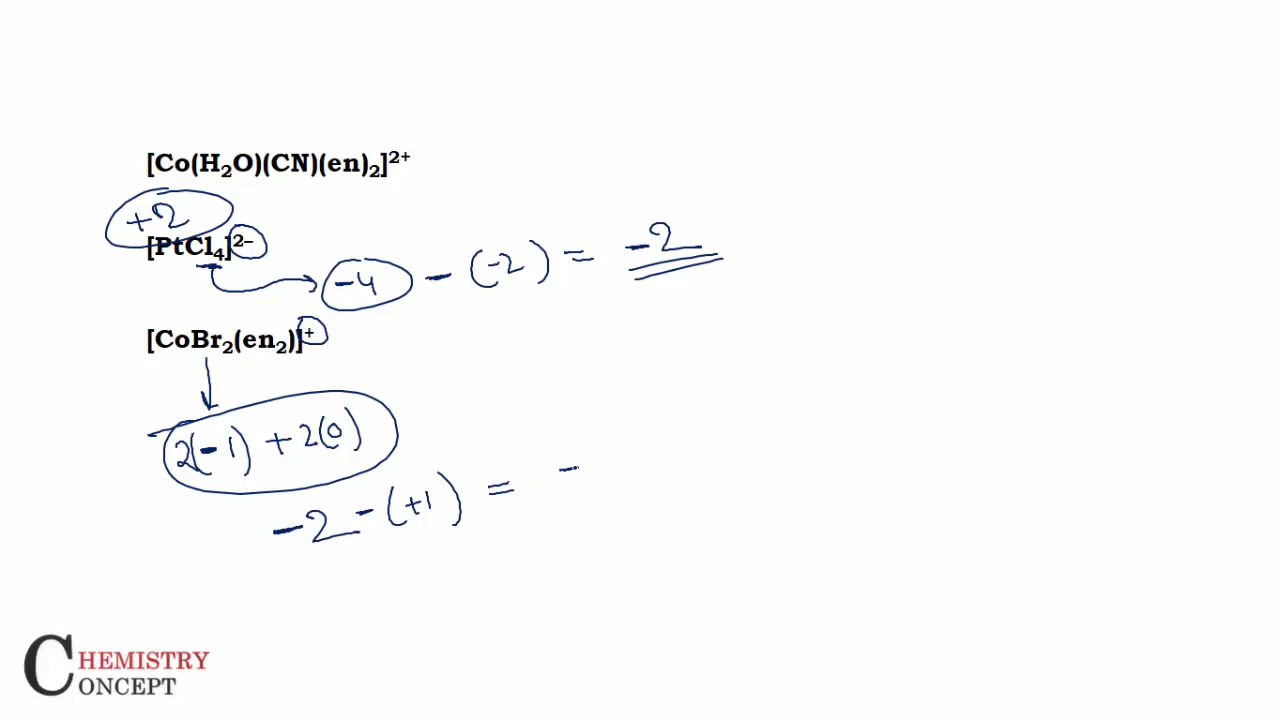 [Co(H₂O)(CN)(en)₂]²⁺
+2
[PtCl₄]²⁻
-4 - (-2) = -2
[CoBr₂(en₂)]⁺
2(-1) + 2(0)
-2 - (+1) = -
CHEMISTRY
CONCEPT